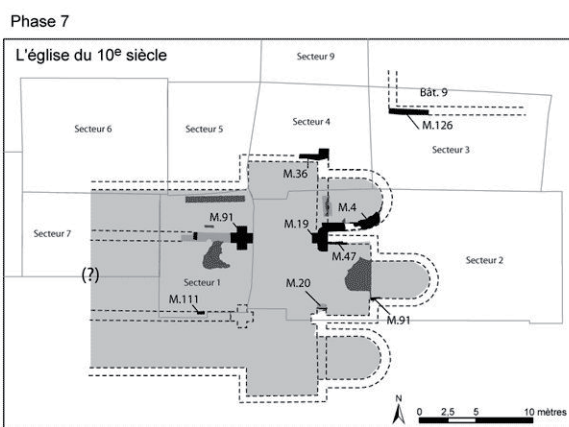 Phase 7
L'église du 10e siècle
Secteur 9
Bât. 9
Secteur 6
Secteur 5
Secteur 4
M.126
Secteur 3
M.36
M.91
M.19
M.4
M.47
Secteur 7
Secteur 2
(?)
Secteur 1
M.20
M.111
M.91
N
0 2,5 5 10 mètres